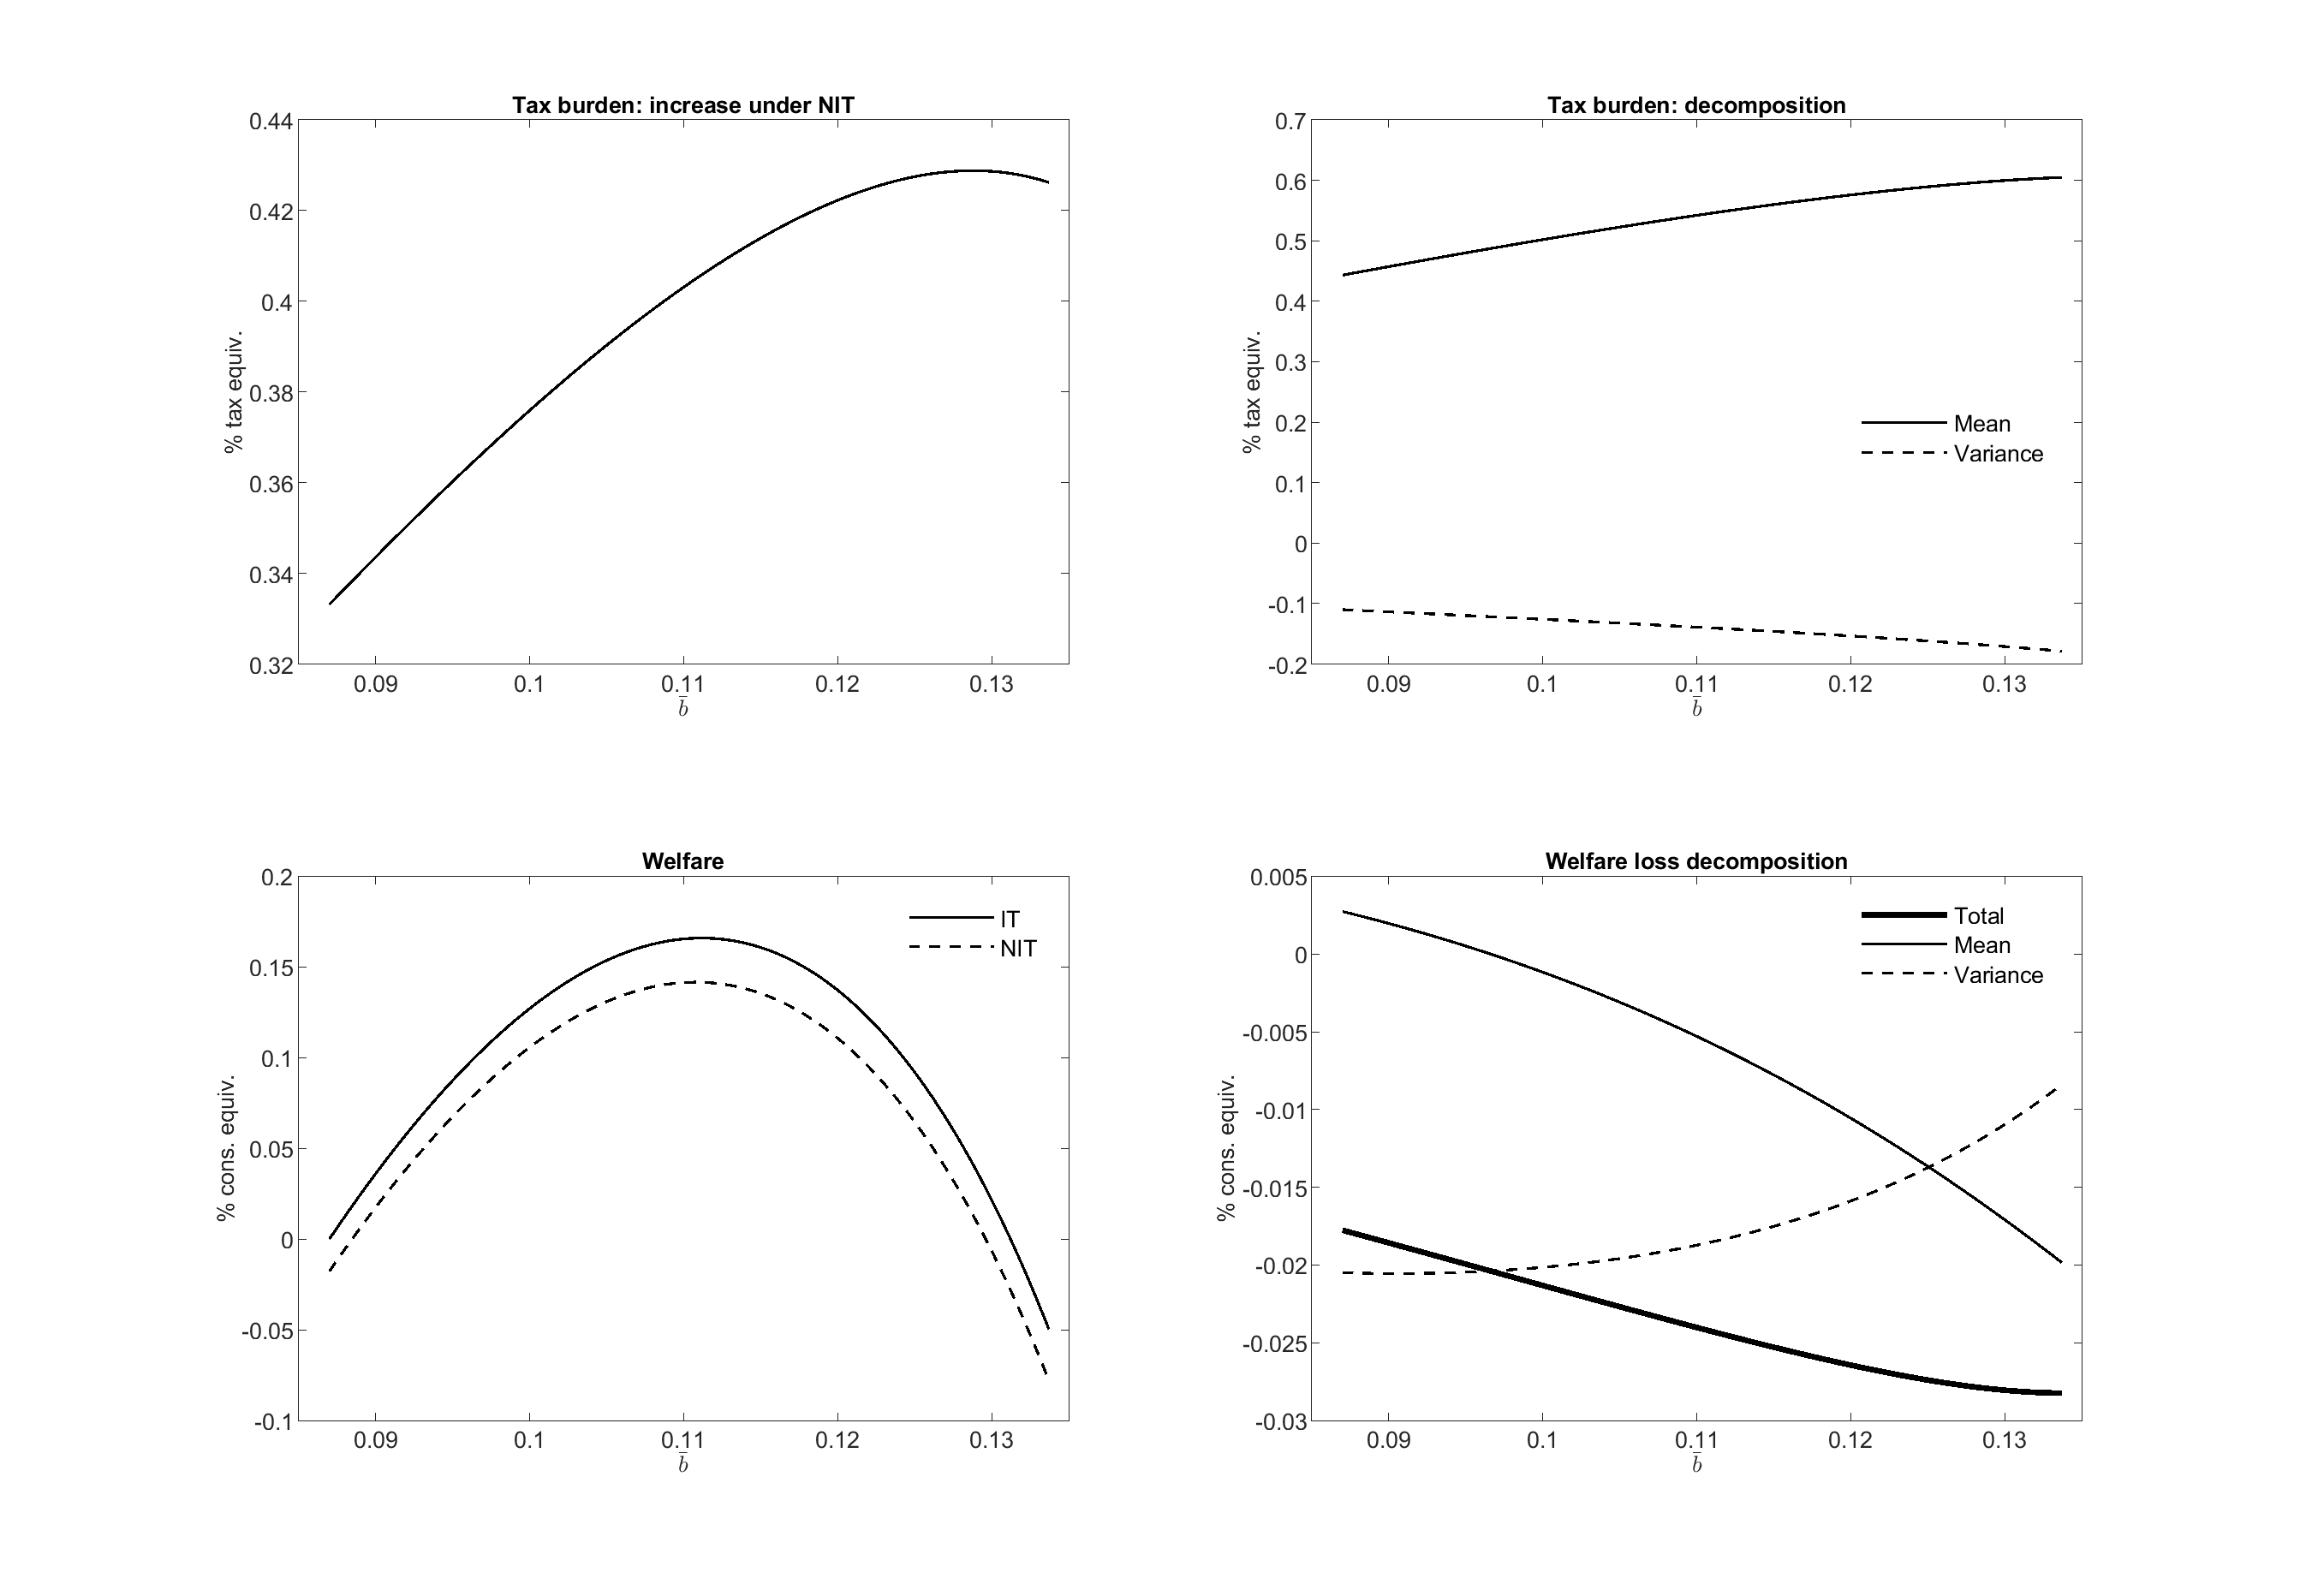 Tax burden: increase under NIT
0.44
0.42
0.4
0.38
0.36
0.34
0.32
% tax equiv.
0.09 0.1 0.11 0.12 0.13
b̄
Tax burden: decomposition
0.7
0.6
0.5
0.4
0.3
0.2
0.1
0
-0.1
-0.2
% tax equiv.
Mean
Variance
0.09 0.1 0.11 0.12 0.13
b̄
Welfare
0.2
0.15
0.1
0.05
0
-0.05
-0.1
% cons. equiv.
IT
NIT
0.09 0.1 0.11 0.12 0.13
b̄
Welfare loss decomposition
0.005
0
-0.005
-0.01
-0.015
-0.02
-0.025
-0.03
% cons. equiv.
Total
Mean
Variance
0.09 0.1 0.11 0.12 0.13
b̄